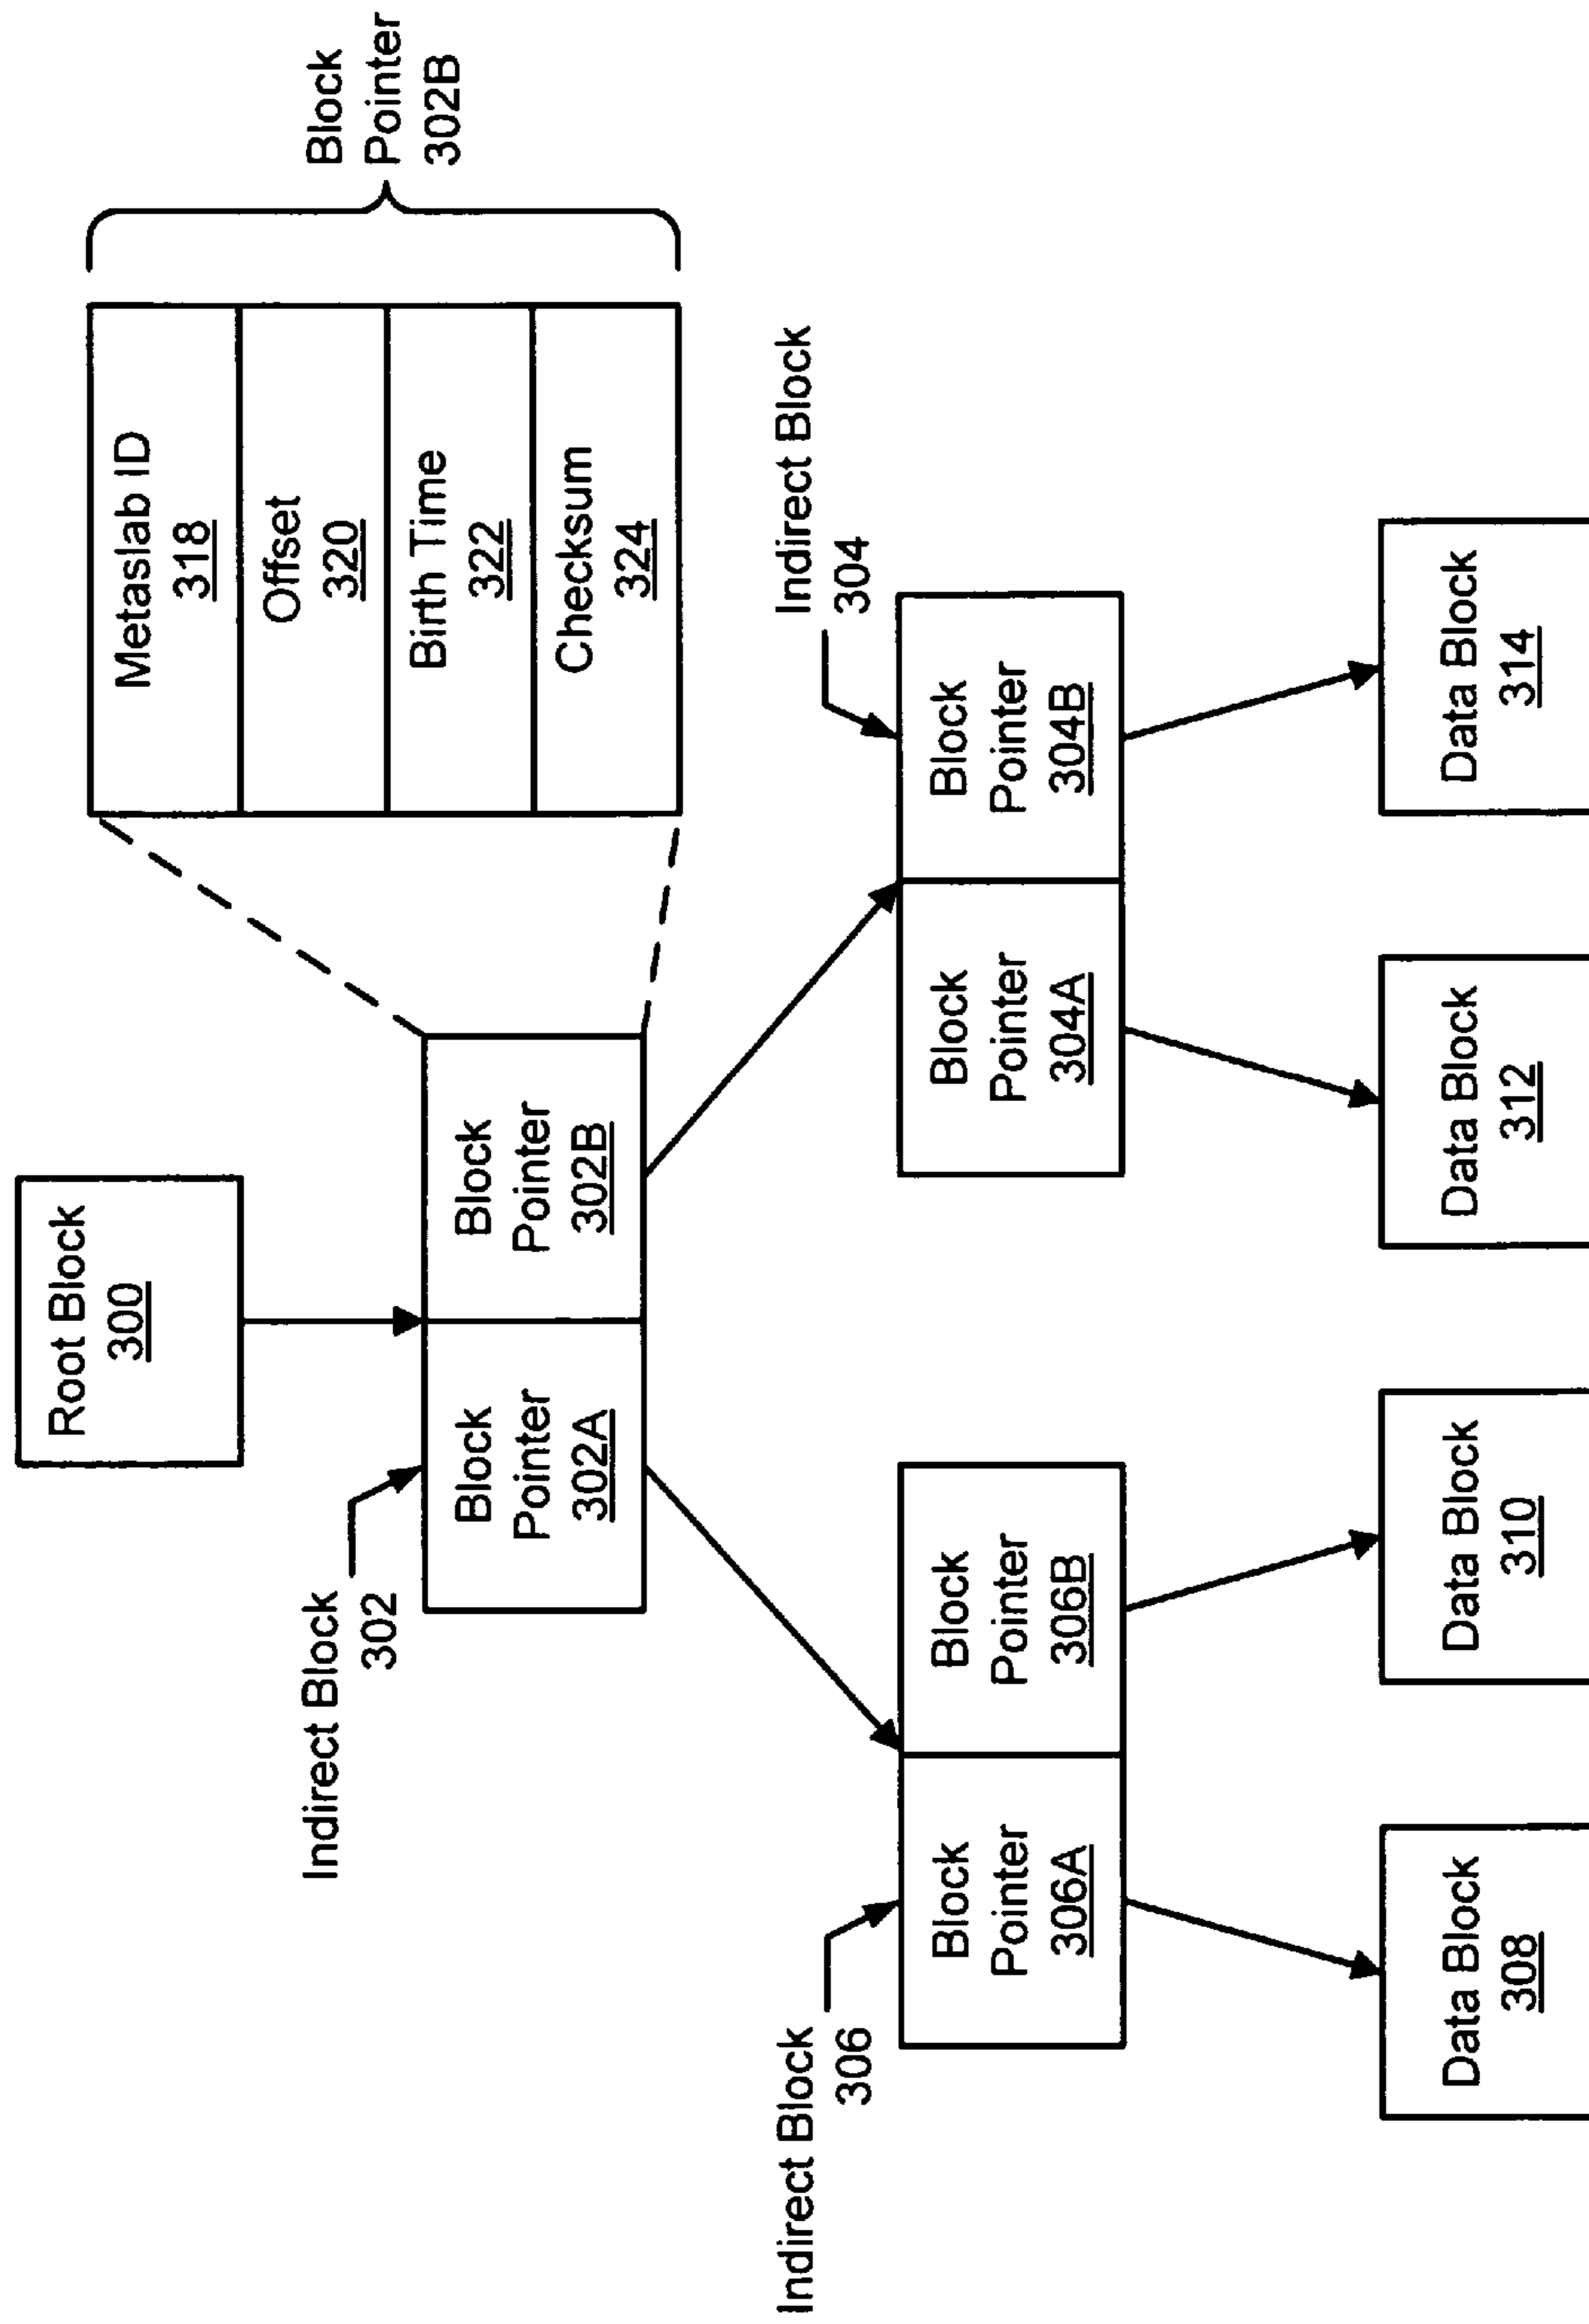 Root Block
300
Indirect Block
302
Block
Pointer
302A
Block
Pointer
302B
Metaslab ID
318
Offset
320
Birth Time
322
Checksum
324
Block
Pointer
302B
Indirect Block
306
Block
Pointer
306A
Block
Pointer
306B
Indirect Block
304
Block
Pointer
304A
Block
Pointer
304B
Data Block
308
Data Block
310
Data Block
312
Data Block
314